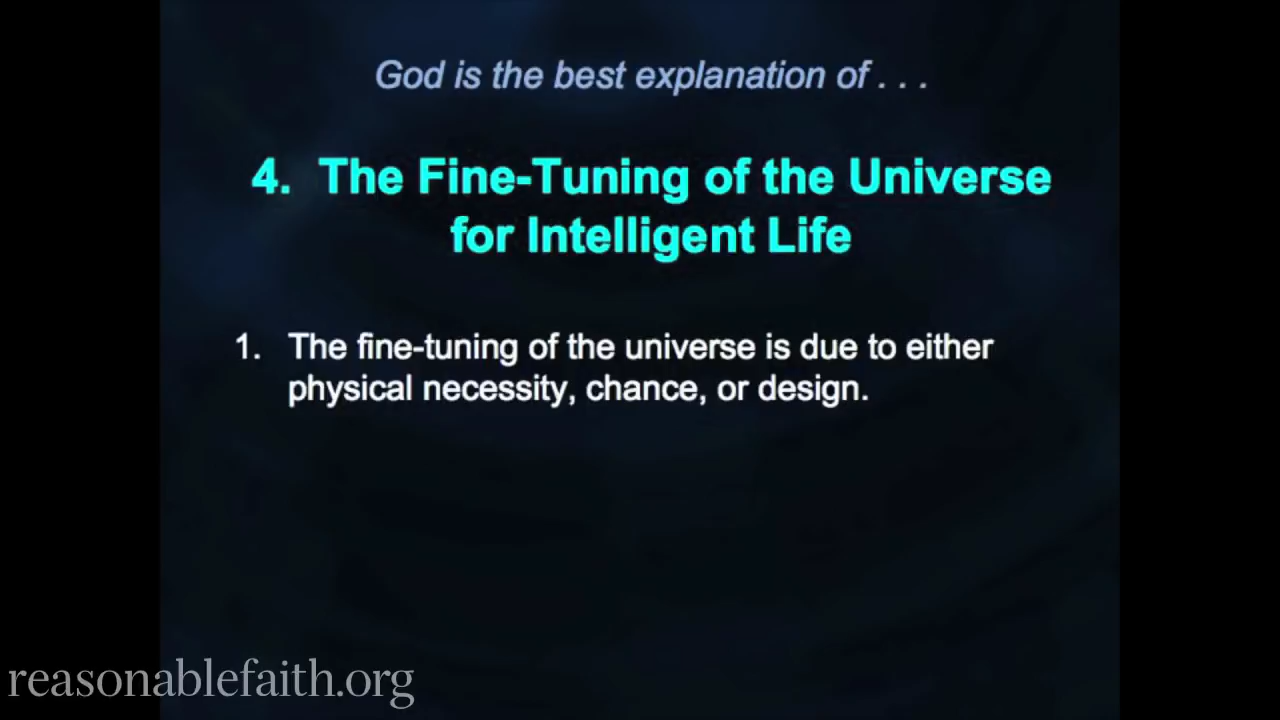 God is the best explanation of . . .
4. The Fine-Tuning of the Universe
for Intelligent Life
1. The fine-tuning of the universe is due to either
physical necessity, chance, or design.
reasonablefaith.org